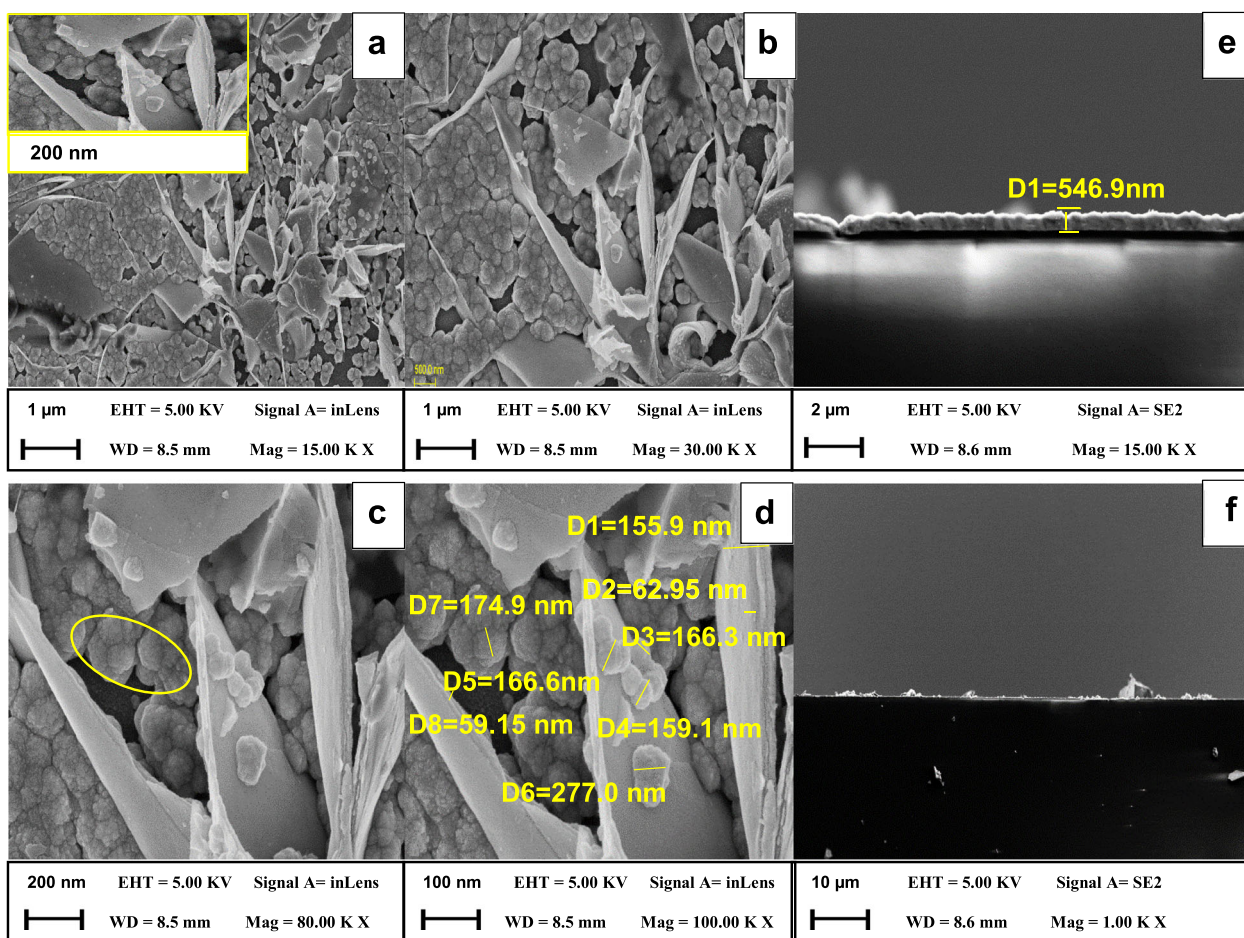 a
200 nm
b
500.0 nm
e
D1=546.9nm
1 µm EHT = 5.00 KV Signal A= inLens
WD = 8.5 mm Mag = 15.00 K X
1 µm EHT = 5.00 KV Signal A= inLens
WD = 8.5 mm Mag = 30.00 K X
2 µm EHT = 5.00 KV Signal A= SE2
WD = 8.6 mm Mag = 15.00 K X
c
d
D1=155.9 nm
D2=62.95 nm
D7=174.9 nm
D3=166.3 nm
D5=166.6nm
D8=59.15 nm
D4=159.1 nm
D6=277.0 nm
f
200 nm EHT = 5.00 KV Signal A= inLens
WD = 8.5 mm Mag = 80.00 K X
100 nm EHT = 5.00 KV Signal A= inLens
WD = 8.5 mm Mag = 100.00 K X
10 µm EHT = 5.00 KV Signal A= SE2
WD = 8.6 mm Mag = 1.00 K X